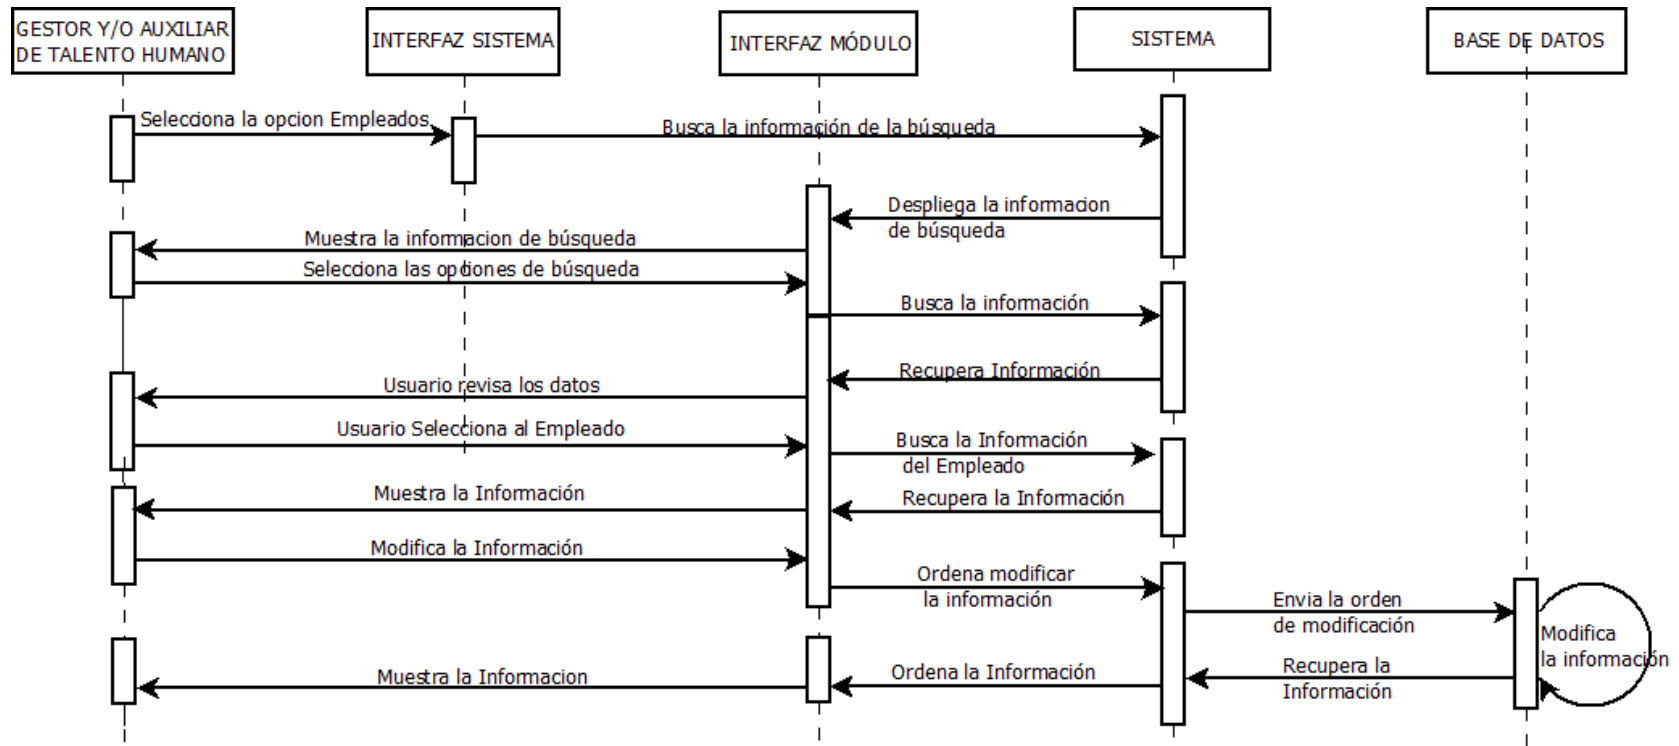 GESTOR Y/O AUXILIAR
DE TALENTO HUMANO
INTERFAZ SISTEMA
INTERFAZ MÓDULO
SISTEMA
BASE DE DATOS
Selecciona la opcion Empleados
Busca la información de la búsqueda
Despliega la informacion
de búsqueda
Muestra la informacion de búsqueda
Selecciona las opciones de búsqueda
Busca la información
Recupera Información
Usuario revisa los datos
Usuario Selecciona al Empleado
Busca la Información
del Empleado
Muestra la Información
Recupera la Información
Modifica la Información
Ordena modificar
la información
Envia la orden
de modificación
Modifica
la información
Recupera la
Información
Ordena la Información
Muestra la Informacion